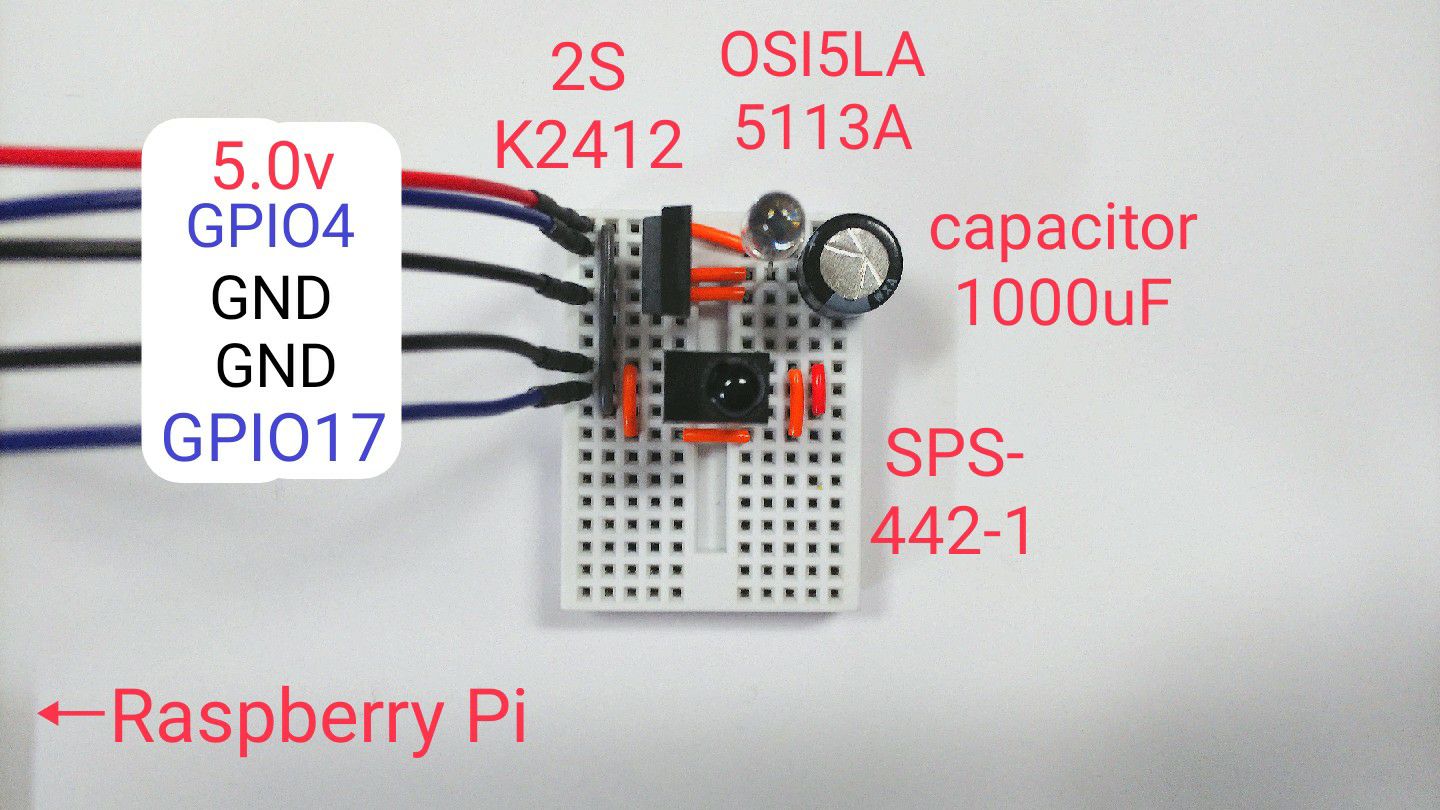 2S
K2412
OSI5LA
5113A
5.0v
GPIO4
GND
GND
GPIO17
capacitor
1000uF
SPS-
442-1
←Raspberry Pi